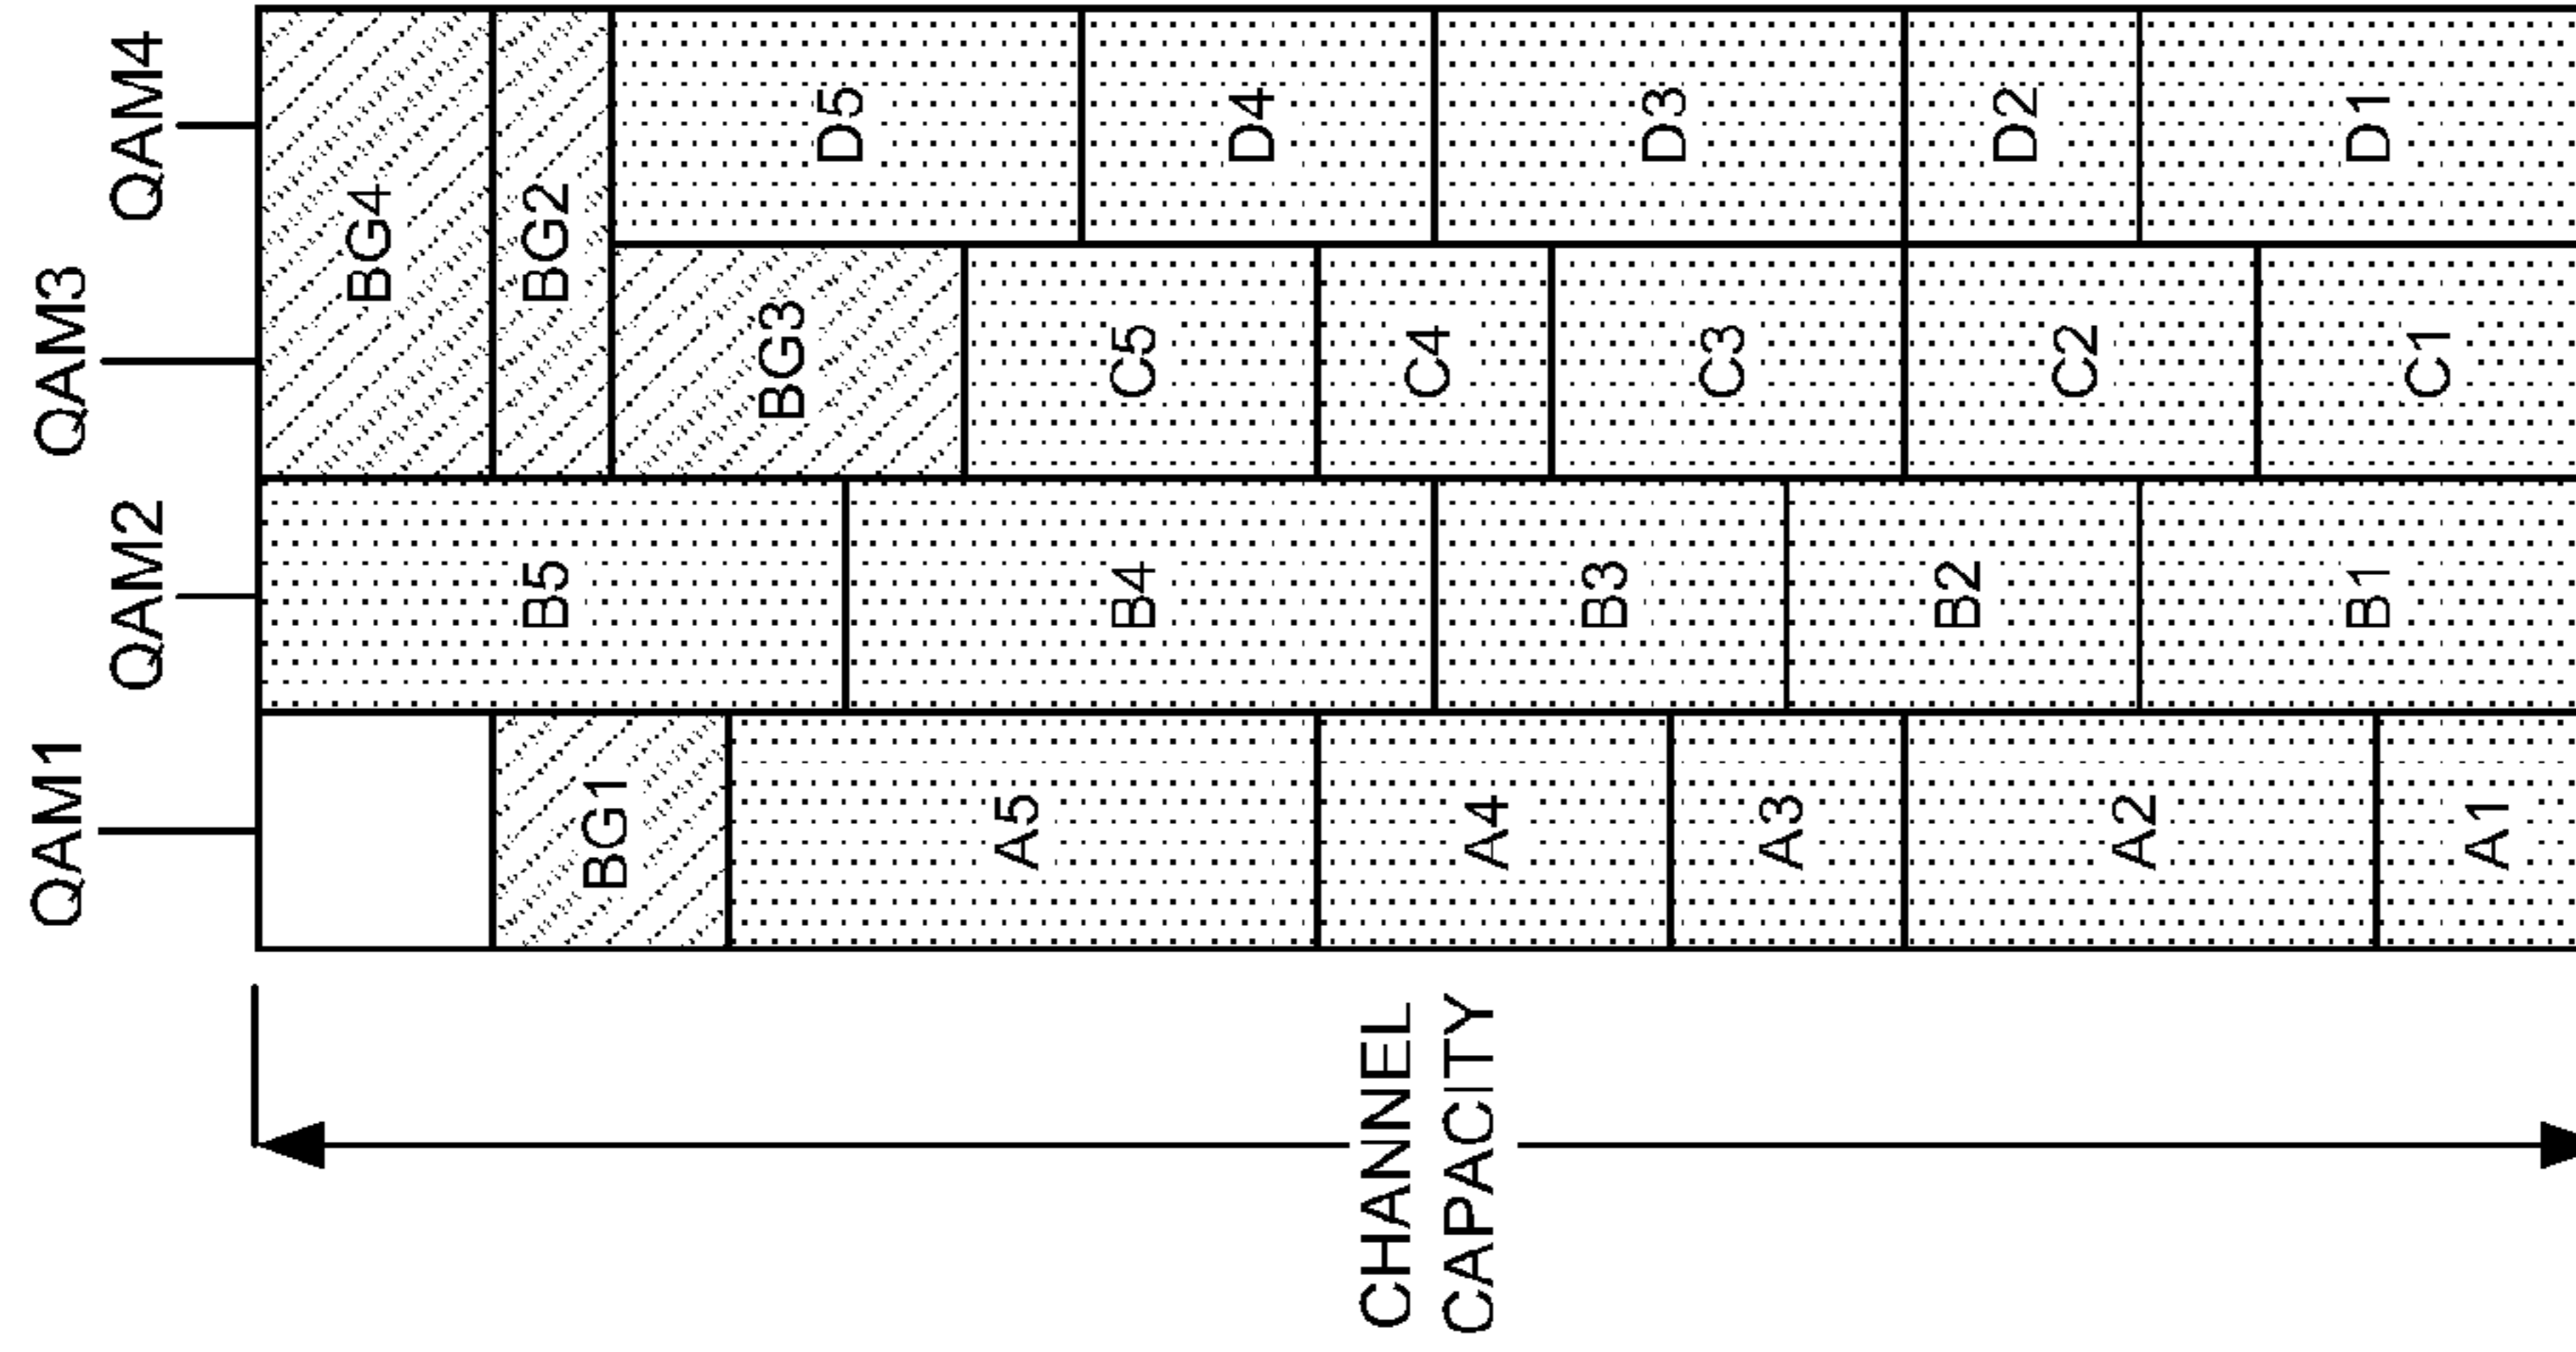 QAM1
QAM2
QAM3
QAM4
BG4
BG2
BG1
BG3
B5
D5
A5
B4
C5
D4
A4
B3
C4
D3
A3
B2
C3
D2
A2
B1
C2
D1
A1
C1
CHANNEL
CAPACITY